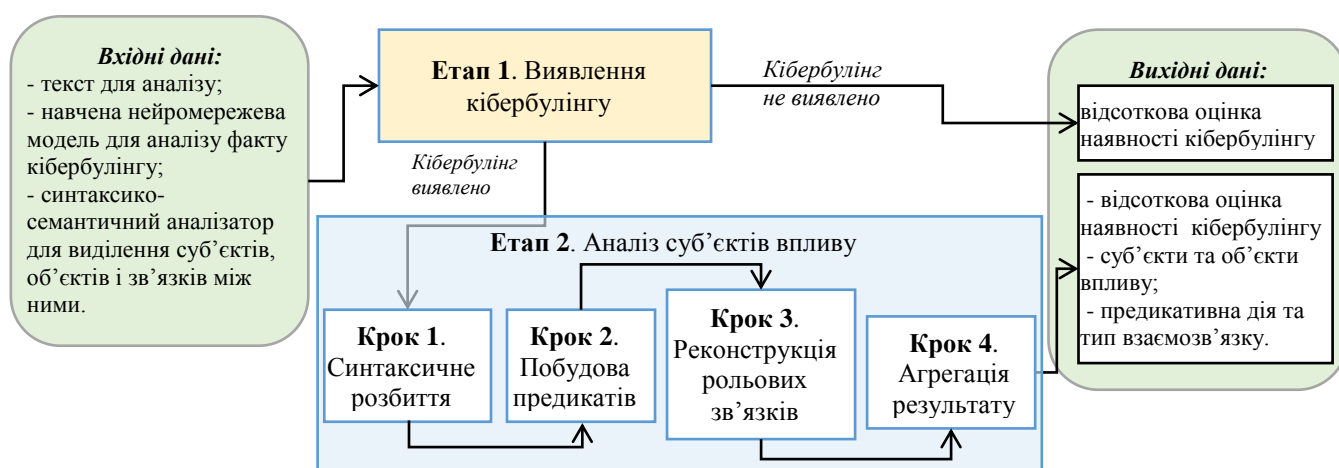 Вхідні дані:
- текст для аналізу;
- навчена нейромережева
модель для аналізу факту
кібербулінгу;
- синтаксико-
семантичний аналізатор
для виділення суб’єктів,
об’єктів і зв’язків між
ними.
Етап 1. Виявлення
кібербулінгу
Кібербулінг
не виявлено
Кібербулінг
виявлено
Етап 2. Аналіз суб’єктів впливу
Крок 1.
Синтаксичне
розбиття
Крок 2.
Побудова
предикатів
Крок 3.
Реконструкція
рольових
зв’язків
Крок 4.
Агрегація
результату
Вихідні дані:
відсоткова оцінка
наявності кібербулінгу
- відсоткова оцінка
наявності кібербулінгу
- суб’єкти та об’єкти
впливу;
- предикативна дія та
тип взаємозв’язку.